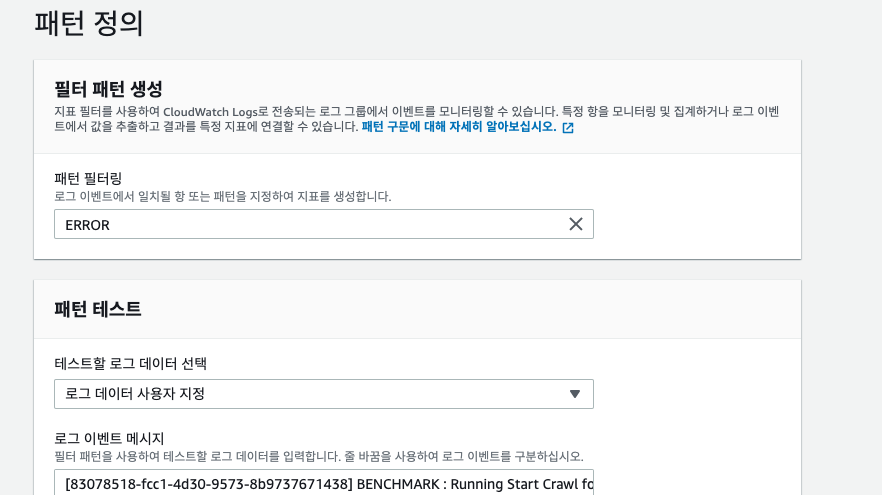 패턴 정의
필터 패턴 생성
지표 필터를 사용하여 CloudWatch Logs로 전송되는 로그 그룹에서 이벤트를 모니터링할 수 있습니다. 특정 항을 모니터링 및 집계하거나 로그 이벤
트에서 값을 추출하고 결과를 특정 지표에 연결할 수 있습니다. 패턴 구문에 대해 자세히 알아보십시오.
패턴 필터링
로그 이벤트에서 일치될 항 또는 패턴을 지정하여 지표를 생성합니다.
ERROR
패턴 테스트
테스트할 로그 데이터 선택
로그 데이터 사용자 지정
로그 이벤트 메시지
필터 패턴을 사용하여 테스트할 로그 데이터를 입력합니다. 줄 바꿈을 사용하여 로그 이벤트를 구분하십시오.
[83078518-fcc1-4d30-9573-8b9737671438] BENCHMARK : Running Start Crawl fo